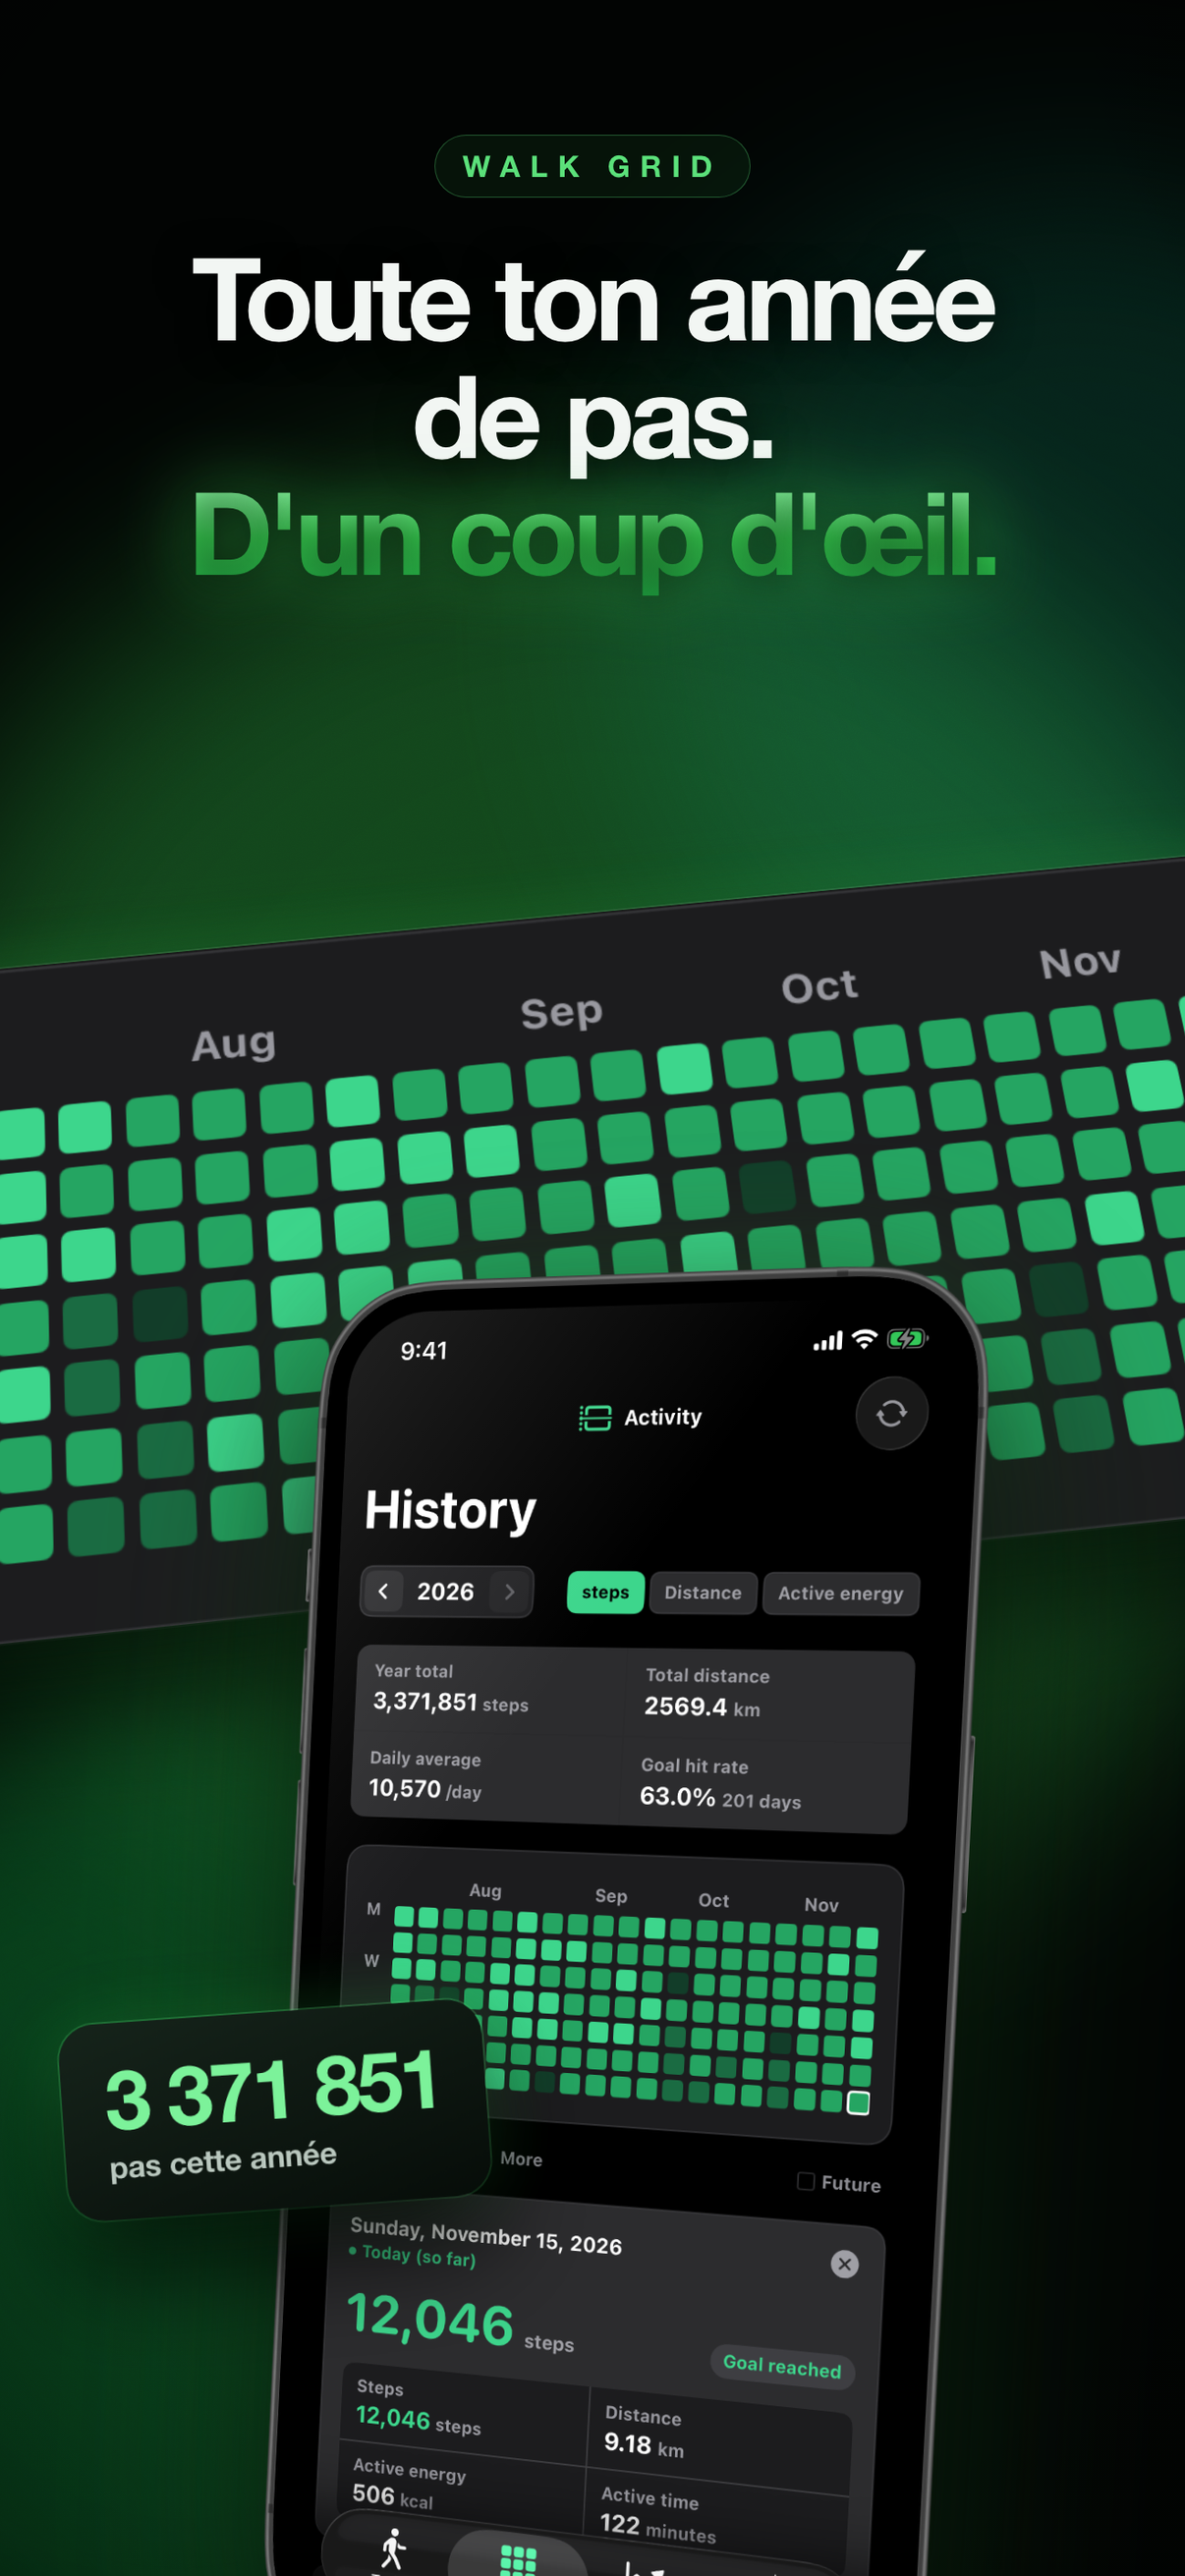 WALK GRID
Toute ton année
de pas.
D'un coup d'œil.
Aug Sep Oct Nov
9:41
Activity
History
2026
steps Distance Active energy
Year total
3,371,851 steps
Total distance
2569.4 km
Daily average
10,570 /day
Goal hit rate
63.0% 201 days
Aug Sep Oct Nov
M
W
3 371 851
pas cette année
More
Future
Sunday, November 15, 2026
• Today (so far)
12,046 steps
Goal reached
Steps
12,046 steps
Distance
9.18 km
Active energy
506 kcal
Active time
122 minutes